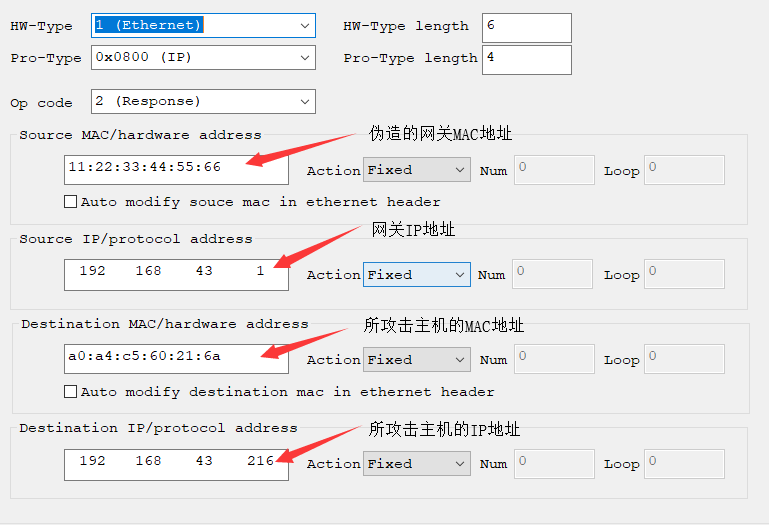 HW-Type 1 (Ethernet) HW-Type length 6
Pro-Type 0x0800 (IP) Pro-Type length 4
Op code 2 (Response)
Source MAC/hardware address 伪造的网关MAC地址
11:22:33:44:55:66 Action Fixed Num 0 Loop 0
Auto modify souce mac in ethernet header
Source IP/protocol address 网关IP地址
192 168 43 1 Action Fixed Num 0 Loop 0
Destination MAC/hardware address 所攻击主机的MAC地址
a0:a4:c5:60:21:6a Action Fixed Num 0 Loop 0
Auto modify destination mac in ethernet header
Destination IP/protocol address 所攻击主机的IP地址
192 168 43 216 Action Fixed Num 0 Loop 0